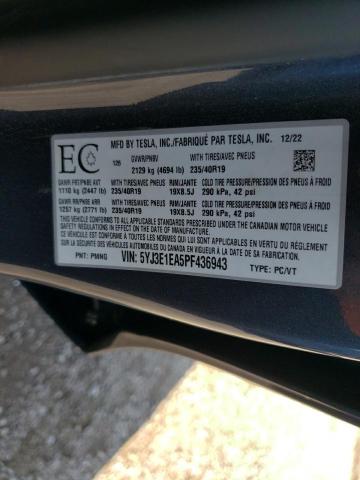 MFD BY TESLA, INC./FABRIQUÉ PAR TESLA, INC. 12/22
EC
126
GVWR/PNBV WITH TIRES/AVEC PNEUS
2129 kg (4694 lb) 235/40R19
GAWR FRT/PNBE AVT WITH TIRES/AVEC PNEUS RIM/JANTE COLD TIRE PRESSURE/PRESSION DES PNEUS À FROID
1110 kg (2447 lb) 235/40R19 19X8.5J 290 kPa, 42 psi
GAWR RR/PNBE ARR WITH TIRES/AVEC PNEUS RIM/JANTE COLD TIRE PRESSURE/PRESSION DES PNEUS À FROID
1257 kg (2771 lb) 235/40R19 19X8.5J 290 kPa, 42 psi
THIS VEHICLE CONFORMS TO ALL APPLICABLE STANDARDS PRESCRIBED UNDER THE CANADIAN MOTOR VEHICLE
SAFETY REGULATIONS IN EFFECT ON THE DATE OF MANUFACTURE/CE VÉHICULE EST CONFORME À
TOUTES LES NORMES QUI LUI SONT APPLICABLES EN VERTU DU RÈGLEMENT
SUR LA SÉCURITÉ DES VÉHICULES AUTOMOBILES DU CANADA EN VIGUEUR
À LA DATE DE SA FABRICATION.
PNT: PMNG VIN: 5YJ3E1EA5PF436943 TYPE: PC/VT